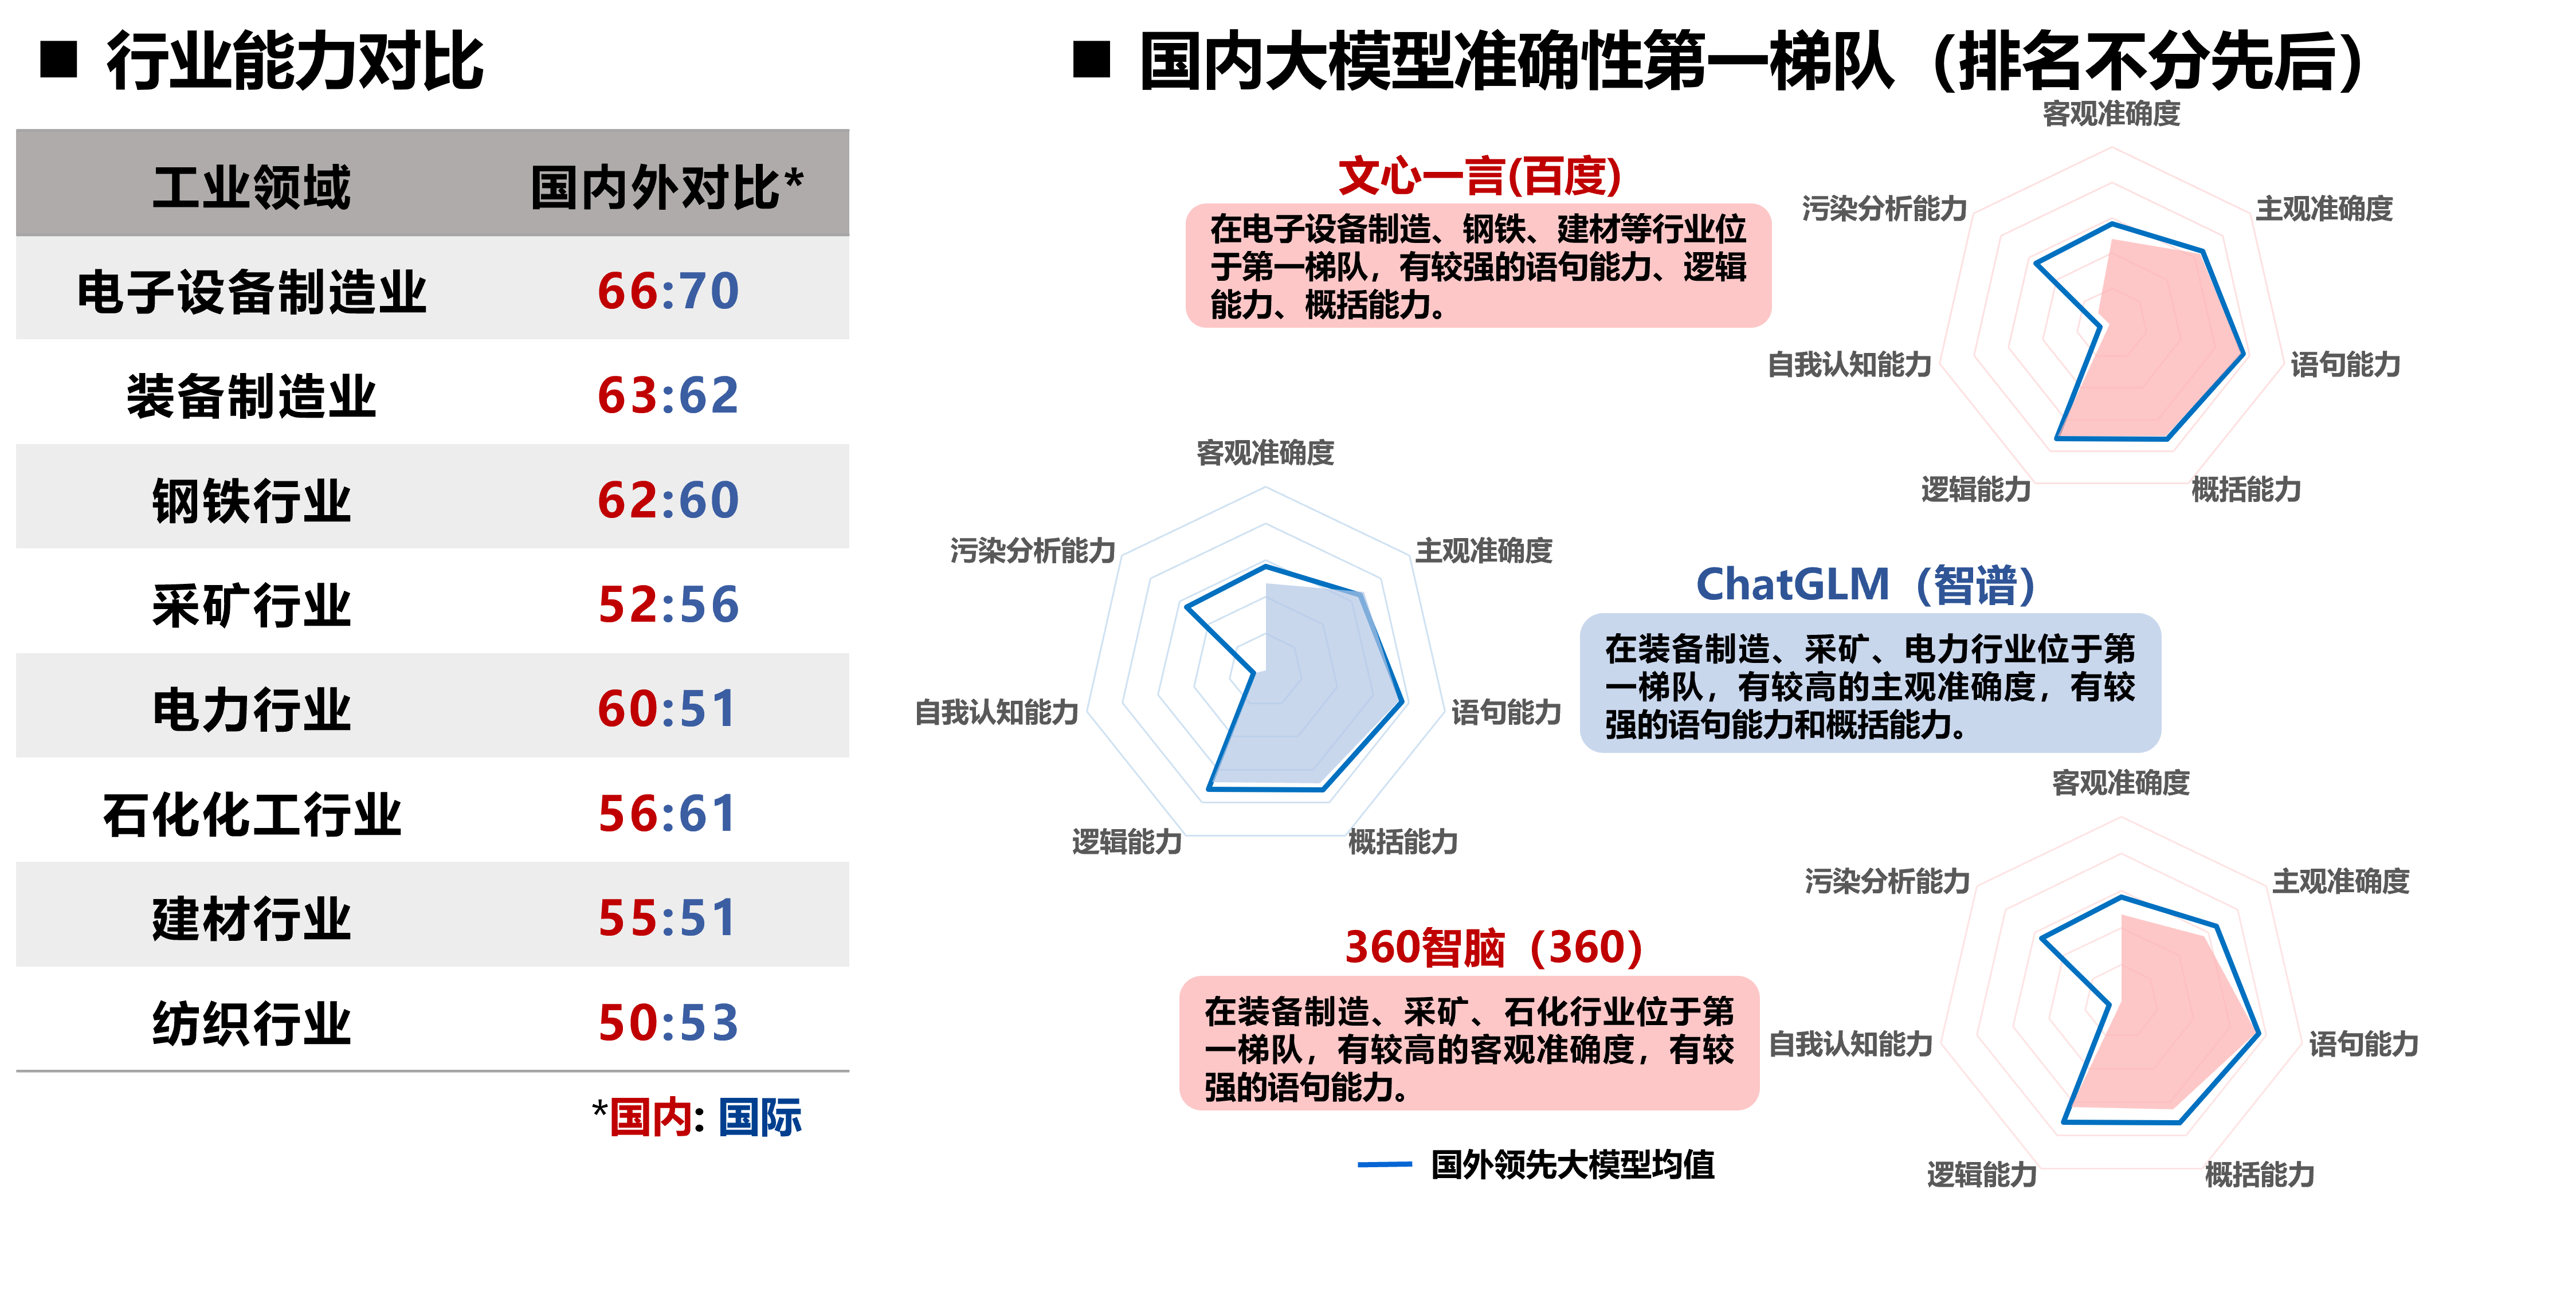 ■ 行业能力对比
工业领域 国内外对比*
电子设备制造业 66:70
装备制造业 63:62
钢铁行业 62:60
采矿行业 52:56
电力行业 60:51
石化化工行业 56:61
建材行业 55:51
纺织行业 50:53
*国内: 国际
■ 国内大模型准确性第一梯队（排名不分先后）
文心一言(百度)
在电子设备制造、钢铁、建材等行业位
于第一梯队，有较强的语句能力、逻辑
能力、概括能力。
客观准确度
主观准确度
语句能力
概括能力
逻辑能力
自我认知能力
污染分析能力
客观准确度
主观准确度
语句能力
概括能力
逻辑能力
自我认知能力
污染分析能力
ChatGLM（智谱）
在装备制造、采矿、电力行业位于第
一梯队，有较高的主观准确度，有较
强的语句能力和概括能力。
360智脑（360）
在装备制造、采矿、石化行业位于第
一梯队，有较高的客观准确度，有较
强的语句能力。
客观准确度
主观准确度
语句能力
概括能力
逻辑能力
自我认知能力
污染分析能力
国外领先大模型均值